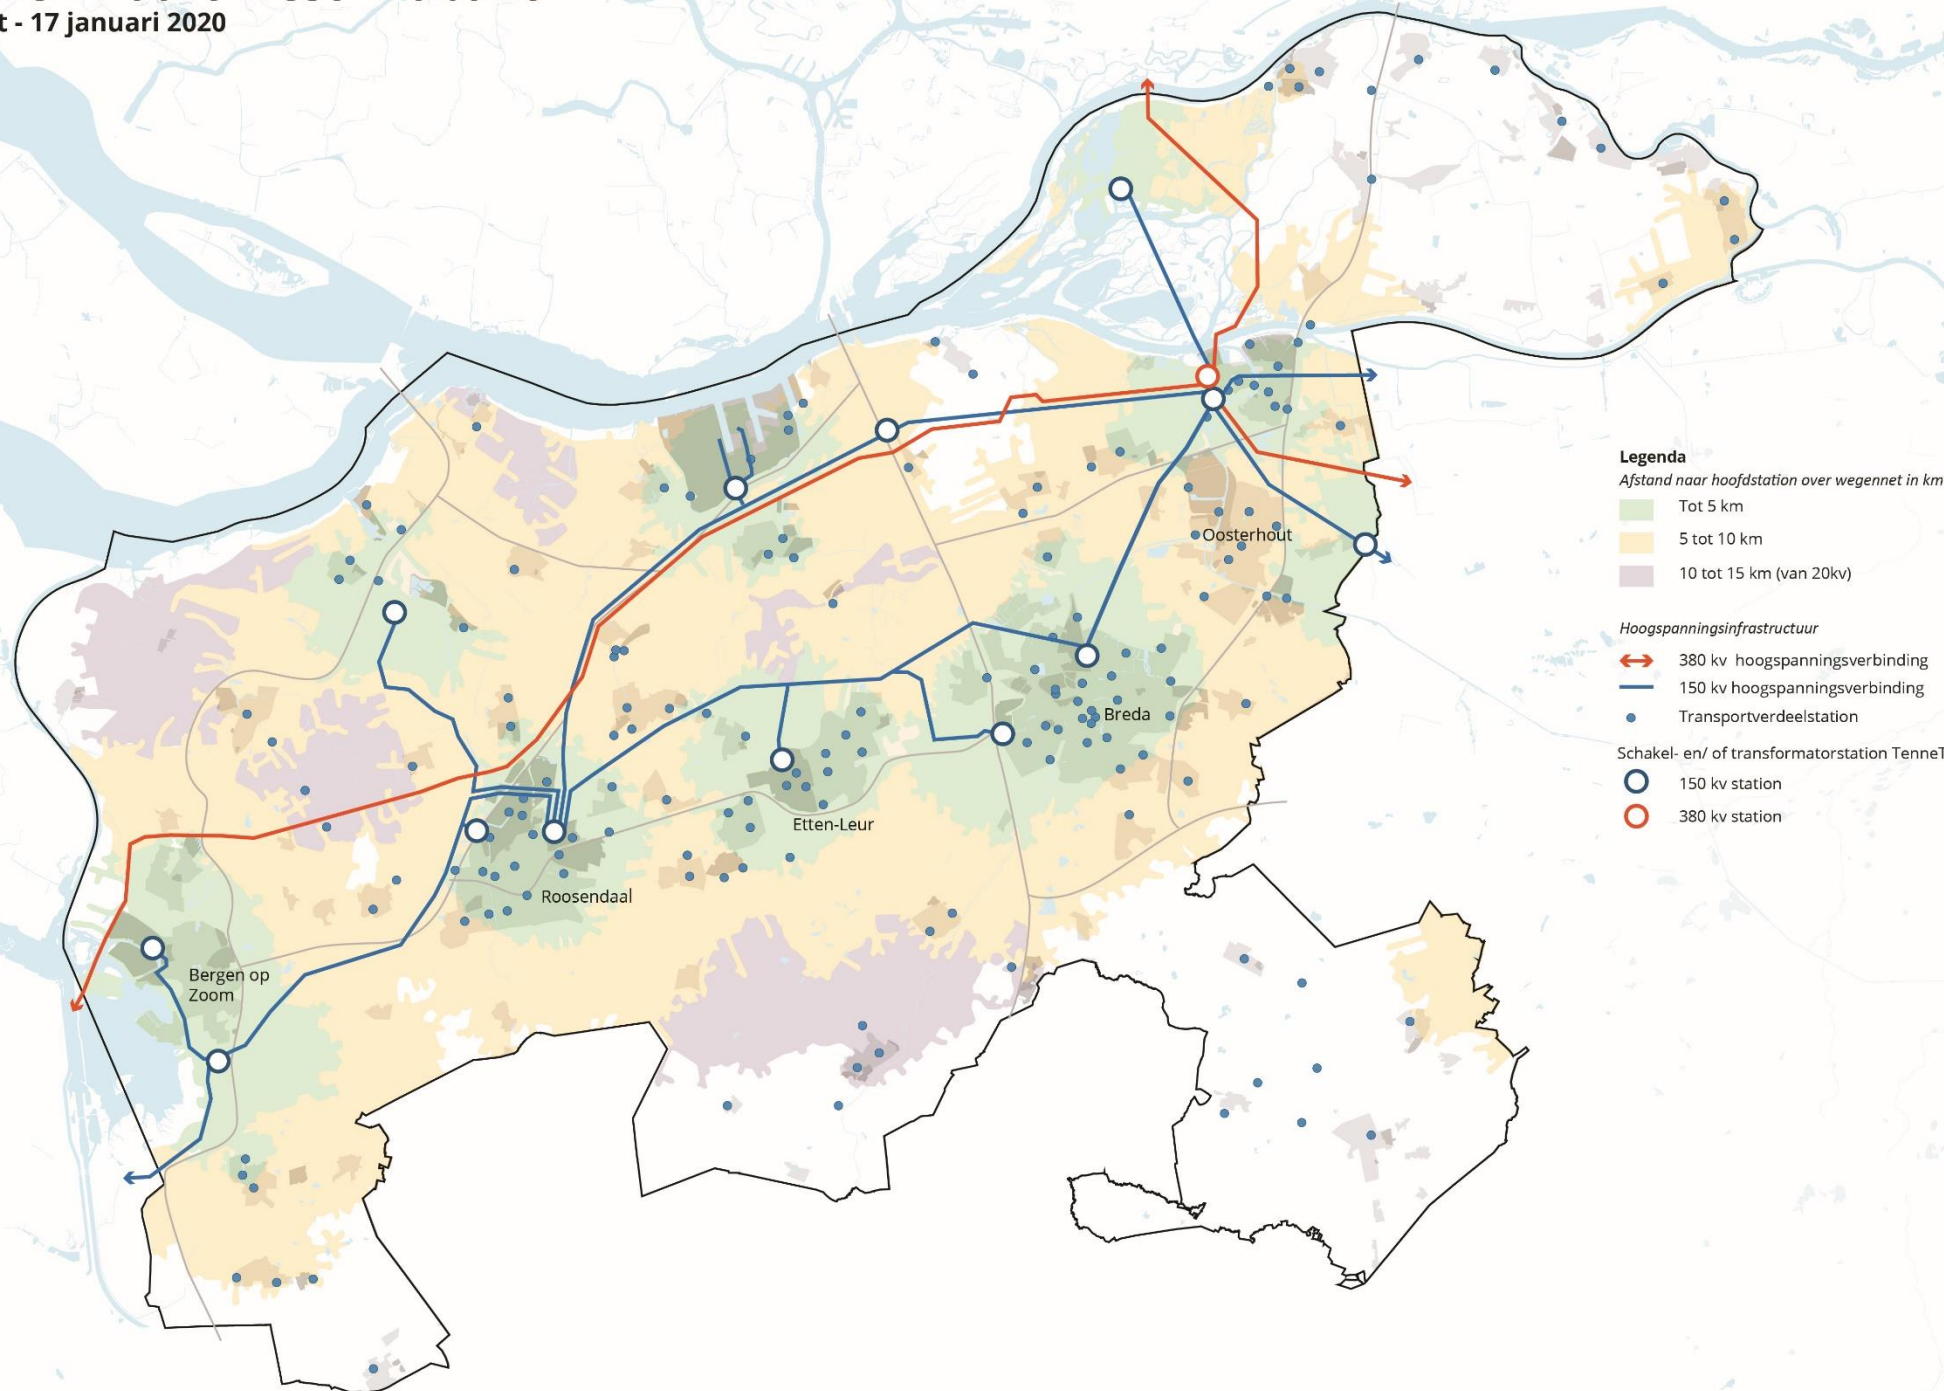 t - 17 januari 2020
Oosterhout
Breda
Etten-Leur
Roosendaal
Bergen op
Zoom
Legenda
Afstand naar hoofdstation over wegennet in km
Tot 5 km
5 tot 10 km
10 tot 15 km (van 20kv)
Hoogspanningsinfrastructuur
380 kv hoogspanningsverbinding
150 kv hoogspanningsverbinding
Transportverdeelstation
Schakel- en/ of transformatorstation TenneT
150 kv station
380 kv station